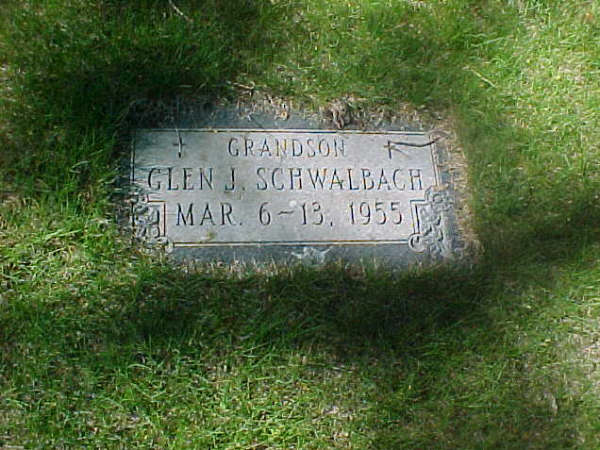 GRANDSON
GLEN J. SCHWALBACH
MAR. 6~13, 1955